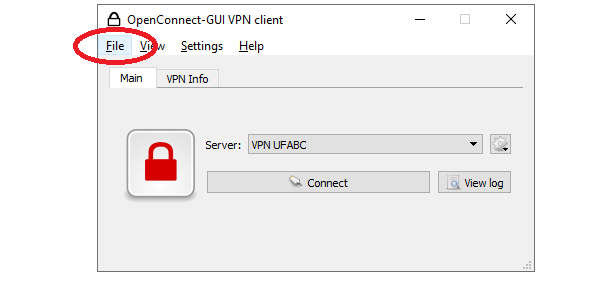 OpenConnect-GUI VPN client
File View Settings Help
Main VPN Info
Server: VPN UFABC
Connect View log